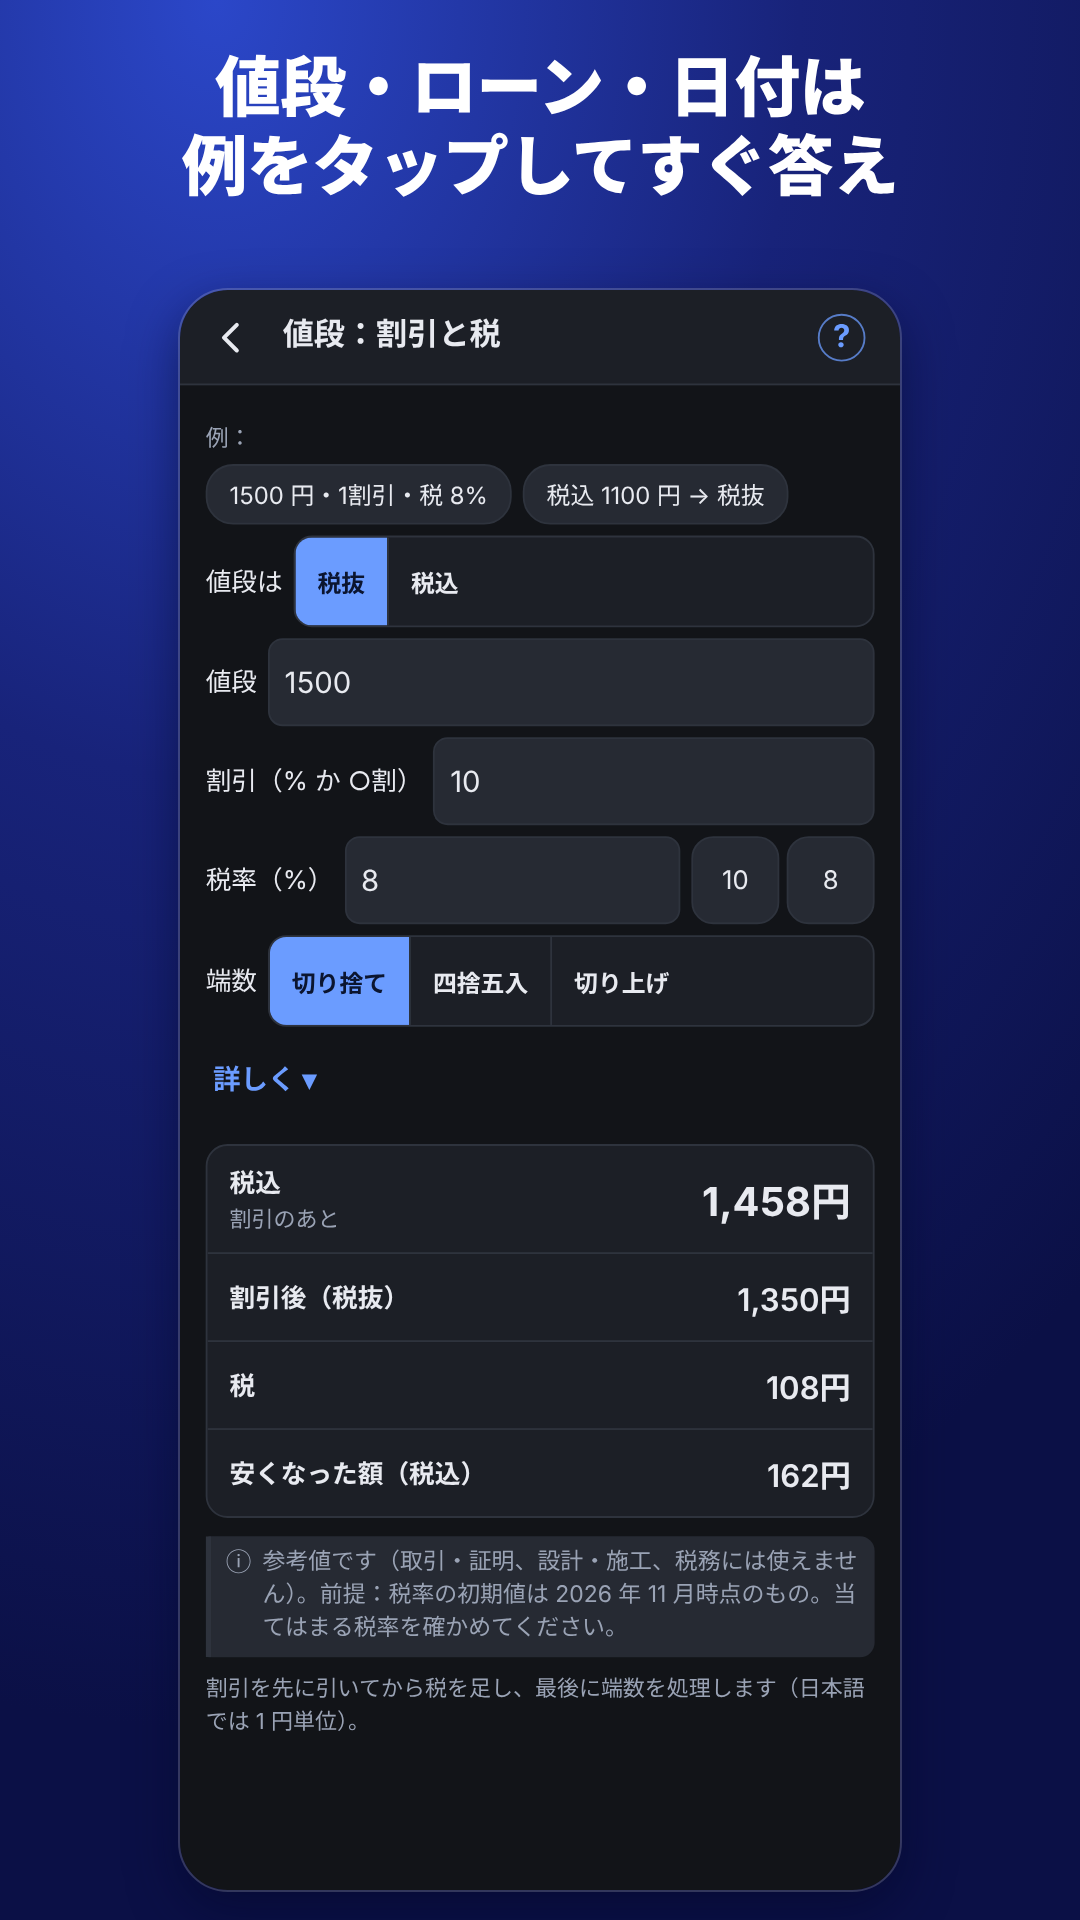 値段・ローン・日付は
例をタップしてすぐ答え
値段：割引と税
?
例：
1500 円・1割引・税 8%
税込 1100 円 → 税抜
値段は
税抜
税込
値段
1500
割引（% か ○割）
10
税率（%）
8
10
8
端数
切り捨て
四捨五入
切り上げ
詳しく ▾
税込
割引のあと
1,458円
割引後（税抜）
1,350円
税
108円
安くなった額（税込）
162円
ⓘ 参考値です（取引・証明、設計・施工、税務には使えませ
ん）。前提：税率の初期値は 2026 年 11 月時点のもの。当
てはまる税率を確かめてください。
割引を先に引いてから税を足し、最後に端数を処理します（日本語
では 1 円単位）。